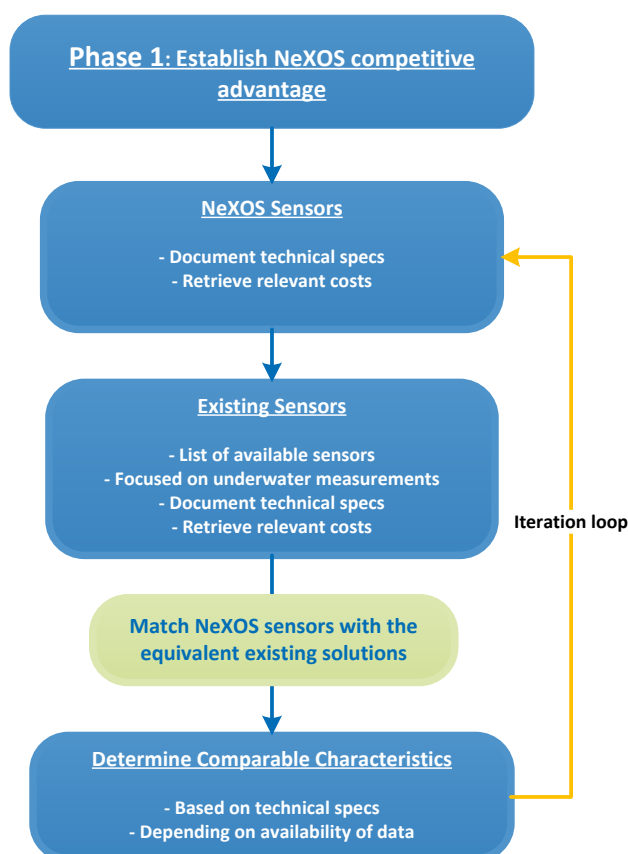 Phase 1: Establish NeXOS competitive
advantage
NeXOS Sensors
- Document technical specs
- Retrieve relevant costs
Existing Sensors
- List of available sensors
- Focused on underwater measurements
- Document technical specs
- Retrieve relevant costs
Iteration loop
Match NeXOS sensors with the
equivalent existing solutions
Determine Comparable Characteristics
- Based on technical specs
- Depending on availability of data